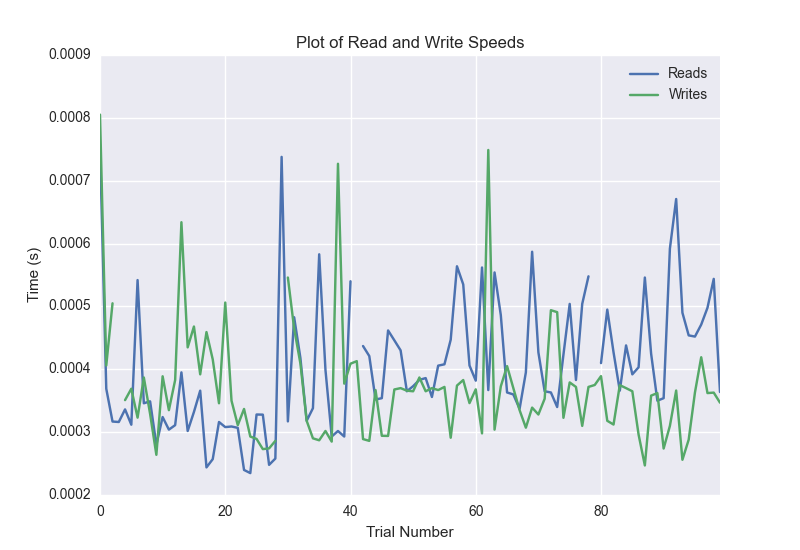 Plot of Read and Write Speeds
0.0009
0.0008
0.0007
0.0006
0.0005
0.0004
0.0003
0.0002
Time (s)
Reads
Writes
0 20 40 60 80
Trial Number